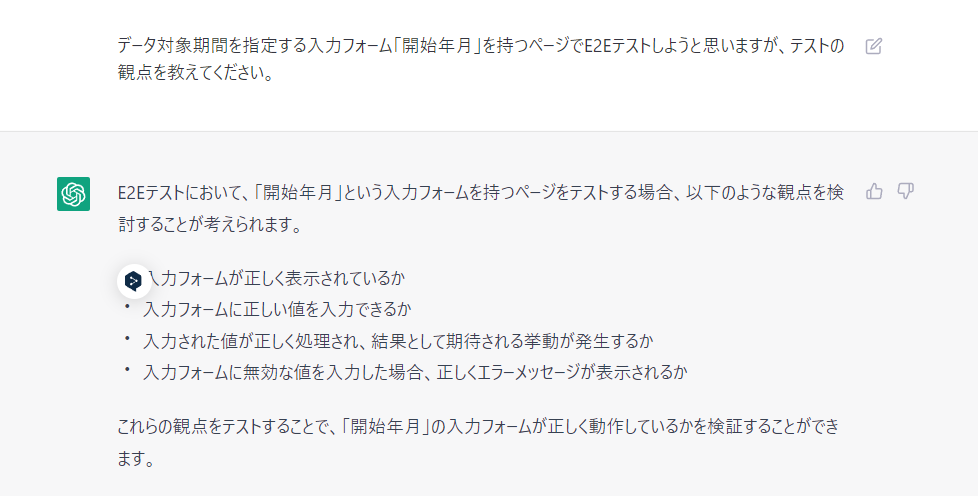 データ対象期間を指定する入力フォーム「開始年月」を持つページでE2Eテストしようと思いますが、テストの
観点を教えてください。
E2Eテストにおいて、「開始年月」という入力フォームを持つページをテストする場合、以下のような観点を検
討することが考えられます。
入力フォームが正しく表示されているか
• 入力フォームに正しい値を入力できるか
• 入力された値が正しく処理され、結果として期待される挙動が発生するか
• 入力フォームに無効な値を入力した場合、正しくエラーメッセージが表示されるか
これらの観点をテストすることで、「開始年月」の入力フォームが正しく動作しているかを検証することができ
ます。